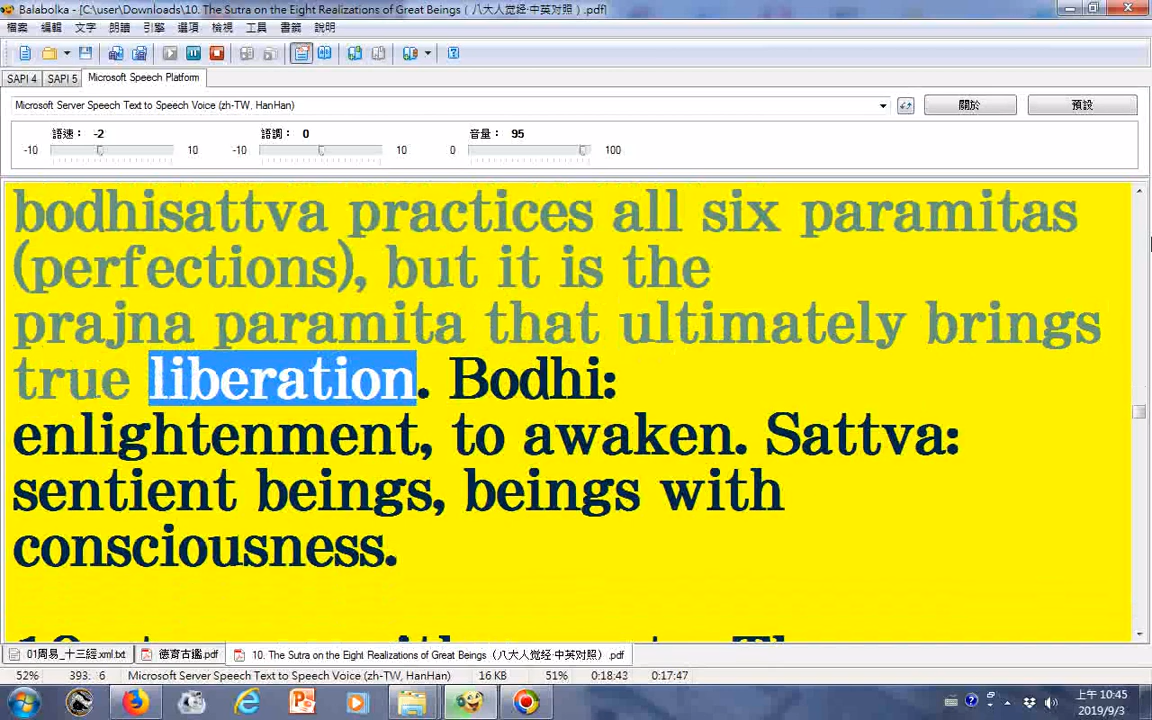 Balabolka - [C:\user\Downloads\10. The Sutra on the Eight Realizations of Great Beings（八大人觉经·中英对照）.pdf]
檔案 編輯 文字 朗讀 引擎 選項 檢視 工具 書籤 說明
SAPI 4 SAPI 5 Microsoft Speech Platform
Microsoft Server Speech Text to Speech Voice (zh-TW, HanHan) 關於 預設
語速： -2 語調： 0 音量： 95
-10 10 -10 10 0 100
bodhisattva practices all six paramitas
(perfections), but it is the
prajna paramita that ultimately brings
true liberation. Bodhi:
enlightenment, to awaken. Sattva:
sentient beings, beings with
consciousness.
01周易_十三經.xml.txt 德育古鑑.pdf 10. The Sutra on the Eight Realizations of Great Beings（八大人觉经·中英对照）.pdf
52% 393. 6 Microsoft Server Speech Text to Speech Voice (zh-TW, HanHan) 16 KB 51% 0:18:43 0:17:47
上午 10:45
2019/9/3